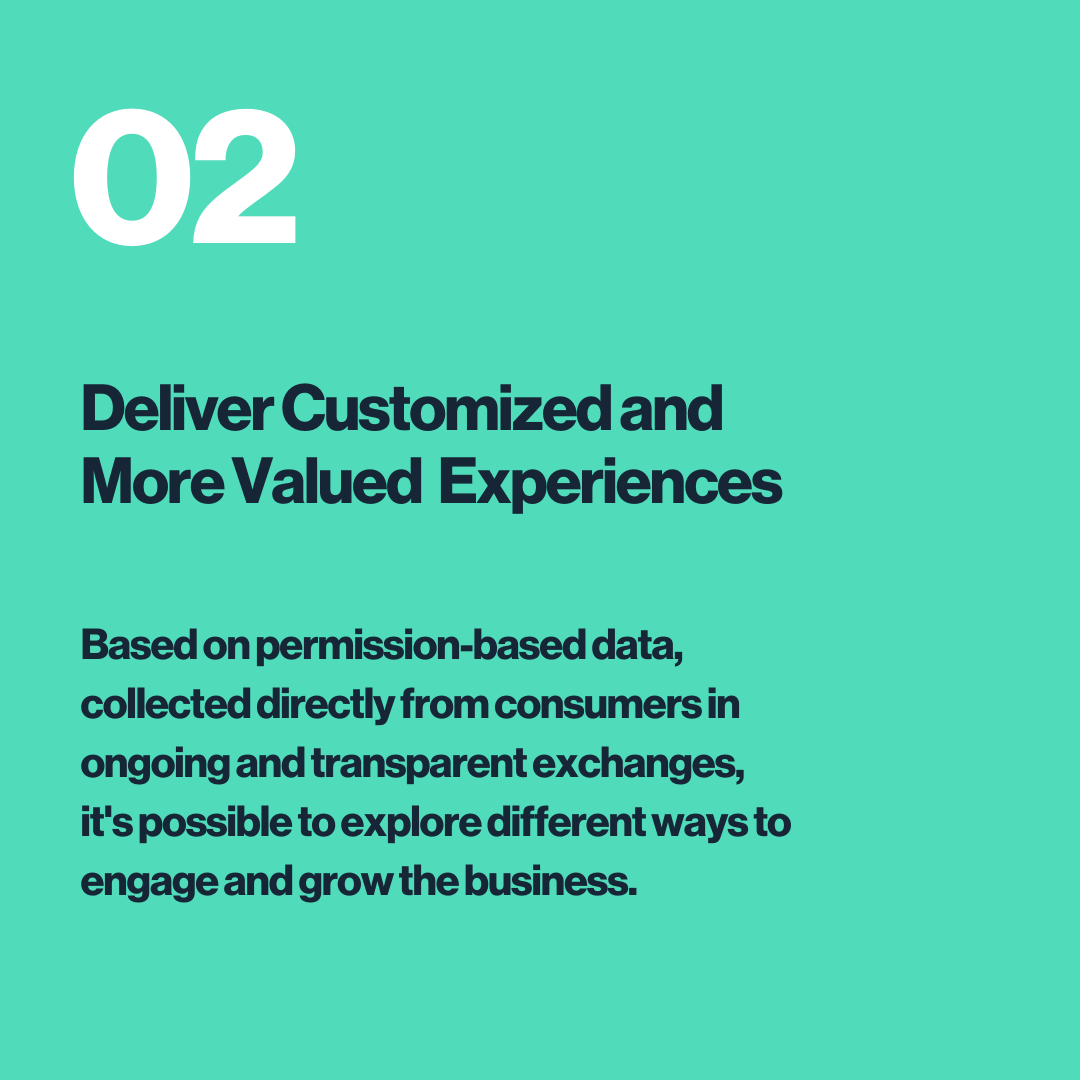 02
Deliver Customized and
More Valued Experiences
Based on permission-based data,
collected directly from consumers in
ongoing and transparent exchanges,
it's possible to explore different ways to
engage and grow the business.